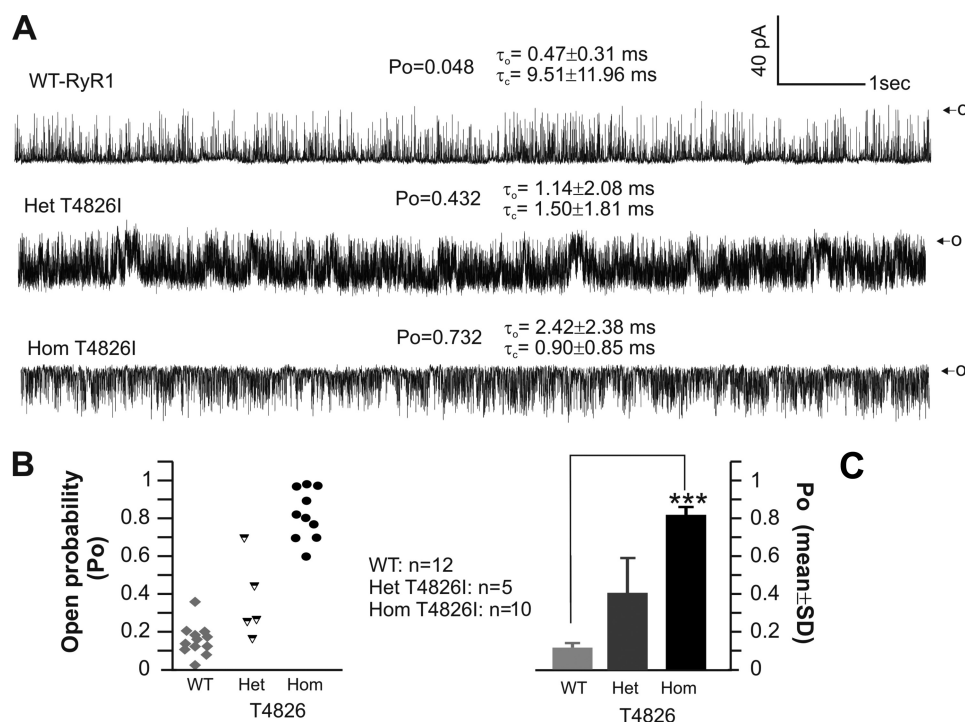 A
WT-RyR1
Po=0.048
τo= 0.47±0.31 ms
τc= 9.51±11.96 ms
40 pA
1sec
←o
Het T4826I
Po=0.432
τo= 1.14±2.08 ms
τc= 1.50±1.81 ms
←o
Hom T4826I
Po=0.732
τo= 2.42±2.38 ms
τc= 0.90±0.85 ms
←o
B
Open probability
(Po)
1
0.8
0.6
0.4
0.2
0
WT Het Hom
T4826
WT: n=12
Het T4826I: n=5
Hom T4826I: n=10
C
***
1
0.8
0.6
0.4
0.2
0
Po (mean±SD)
WT Het Hom
T4826